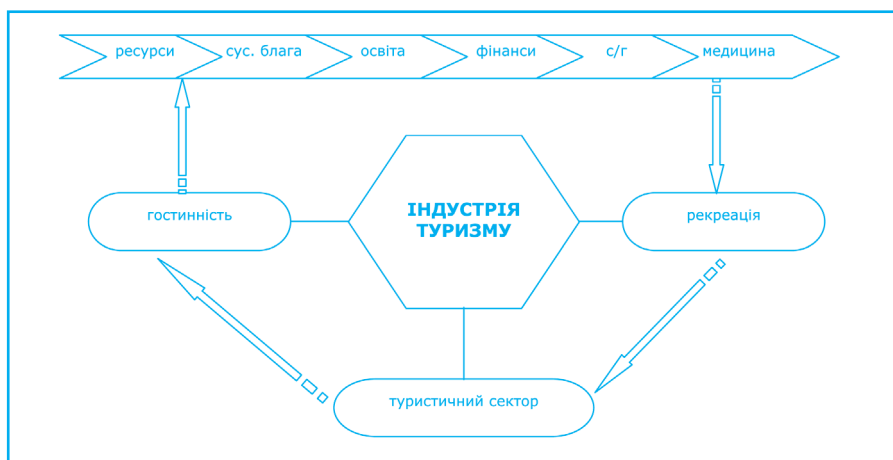 ресурси
сус. блага
освіта
фінанси
с/г
медицина
гостинність
ІНДУСТРІЯ
ТУРИЗМУ
рекреація
туристичний сектор